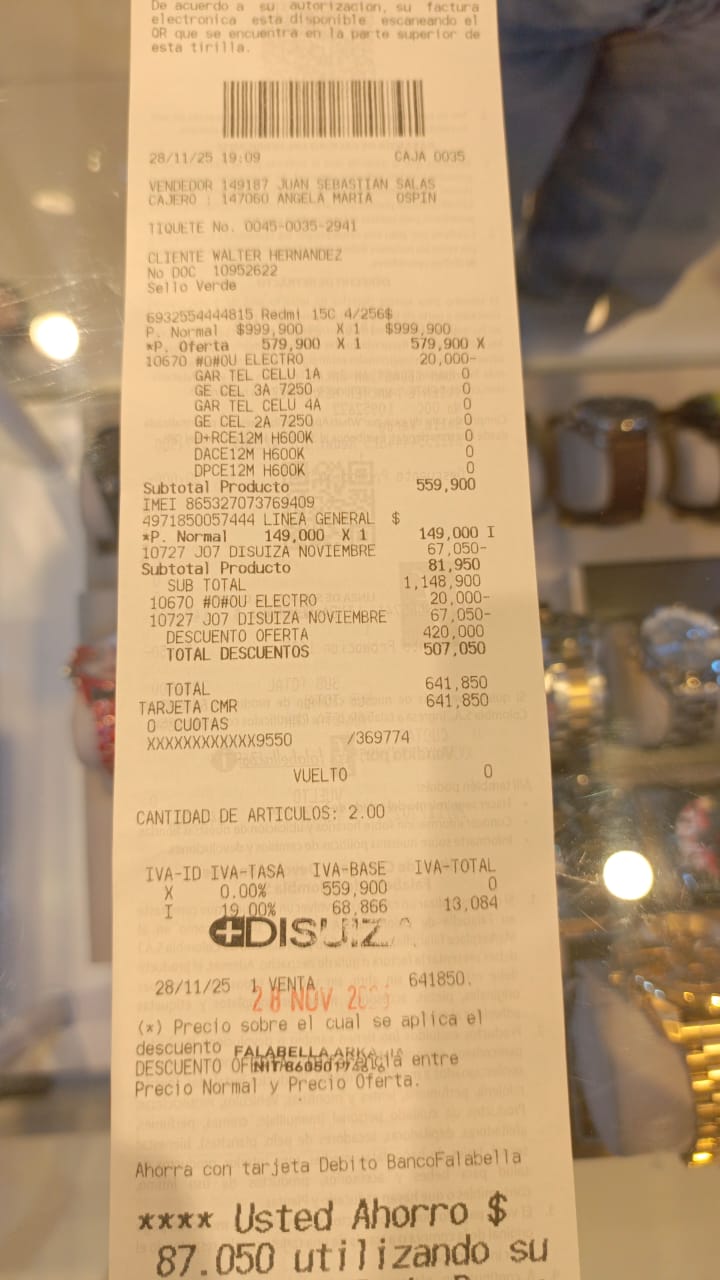 De acuerdo a su autorizacion, su factura
electronica esta disponible escaneando el
QR que se encuentra en la parte superior de
esta tirilla.
28/11/25 19:09 CAJA 0035
VENDEDOR 149187 JUAN SEBASTIAN SALAS
CAJERO : 147060 ANGELA MARIA OSPIN
TIQUETE No. 0045-0035-2941
CLIENTE WALTER HERNANDEZ
No DOC 10952622
Sello Verde
6932554444815 Redmi 15C 4/256$
P. Normal $999,900 X 1 $999,900
*P. Oferta 579,900 X 1 579,900 X
10670 #O#OU ELECTRO 20,000-
GAR TEL CELU 1A 0
GE CEL 3A 7250 0
GAR TEL CELU 4A 0
GE CEL 2A 7250 0
D+RCE12M H600K 0
DACE12M H600K 0
DPCE12M H600K 0
Subtotal Producto 559,900
IMEI 865327073769409
4971850057444 LINEA GENERAL $
*P. Normal 149,000 X 1 149,000 I
10727 J07 DISUIZA NOVIEMBRE 67,050-
Subtotal Producto 81,950
SUB TOTAL 1,148,900
10670 #O#OU ELECTRO 20,000-
10727 J07 DISUIZA NOVIEMBRE 67,050-
DESCUENTO OFERTA 420,000
TOTAL DESCUENTOS 507,050
TOTAL 641,850
TARJETA CMR 641,850
0 CUOTAS
XXXXXXXXXXXX9550 /369774
VUELTO 0
CANTIDAD DE ARTICULOS: 2.00
IVA-ID IVA-TASA IVA-BASE IVA-TOTAL
X 0.00% 559,900 0
I 19.00% 68,866 13,084
DISUIZ
28/11/25 1 VENTA 641850.
28 NOV
(*) Precio sobre el cual se aplica el
descuento FALABELLA
DESCUENTO entre
NIT
Precio Normal y Precio Oferta.
Ahorra con tarjeta Debito BancoFalabella
**** Usted Ahorro $
87.050 utilizando su